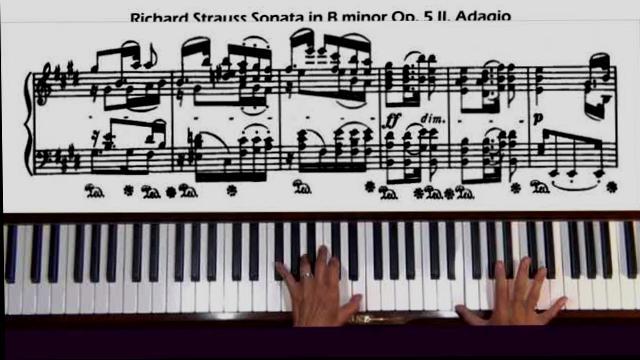 Richard Strauss Sonata in B minor Op. 5 II. Adagio
ff dim. p
Ped. * Ped. * Ped. * Ped. * Ped. * Ped. * Ped. * Ped. *